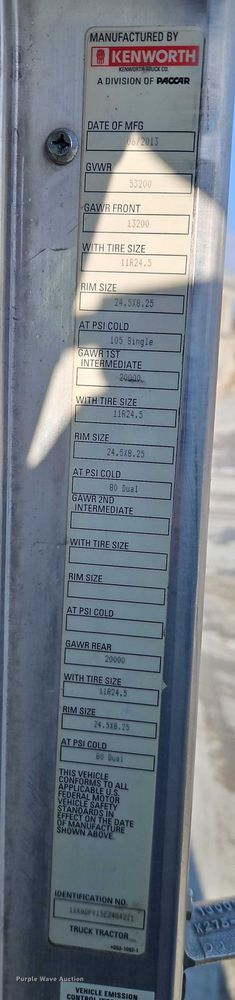 MANUFACTURED BY
KENWORTH
KENWORTH TRUCK CO.
A DIVISION OF PACCAR
DATE OF MFG
06/2013
GVWR
53200
GAWR FRONT
13200
WITH TIRE SIZE
11R24.5
RIM SIZE
24.5X8.25
AT PSI COLD
105 Single
GAWR 1ST
INTERMEDIATE
20000
WITH TIRE SIZE
11R24.5
RIM SIZE
24.5X8.25
AT PSI COLD
80 Dual
GAWR 2ND
INTERMEDIATE
WITH TIRE SIZE
RIM SIZE
AT PSI COLD
GAWR REAR
20000
WITH TIRE SIZE
11R24.5
RIM SIZE
24.5X8.25
AT PSI COLD
80 Dual
THIS VEHICLE
CONFORMS TO ALL
APPLICABLE U.S.
FEDERAL MOTOR
VEHICLE SAFETY
STANDARDS IN
EFFECT ON THE DATE
OF MANUFACTURE
SHOWN ABOVE.
IDENTIFICATION NO
TRUCK TRACTOR
VEHICLE EMISSION
Purple Wave Auction